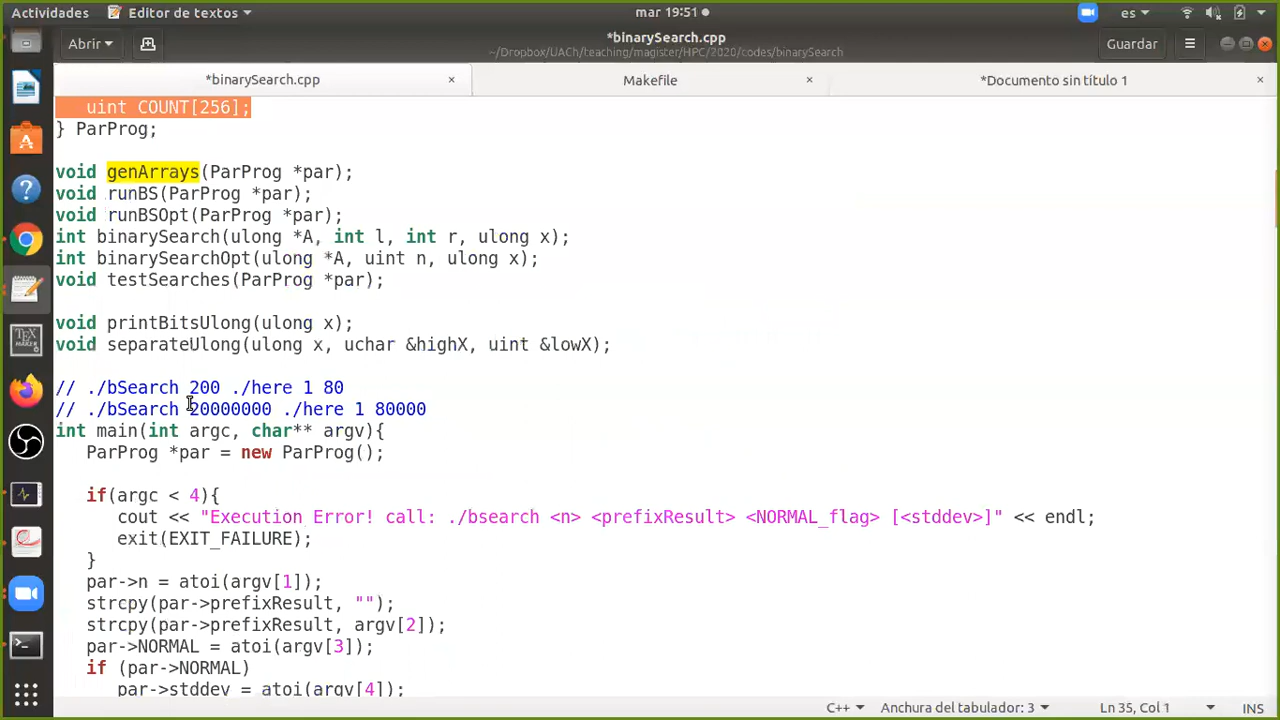 Actividades Editor de textos mar 19:51 es
Abrir *binarySearch.cpp Guardar
~/Dropbox/UACh/teaching/magister/HPC/2020/codes/binarySearch
*binarySearch.cpp × Makefile × *Documento sin título 1 ×
uint COUNT[256];
} ParProg;
void genArrays(ParProg *par);
void runBS(ParProg *par);
void runBSOpt(ParProg *par);
int binarySearch(ulong *A, int l, int r, ulong x);
int binarySearchOpt(ulong *A, uint n, ulong x);
void testSearches(ParProg *par);
void printBitsUlong(ulong x);
void separateUlong(ulong x, uchar &highX, uint &lowX);
// ./bSearch 200 ./here 1 80
// ./bSearch 20000000 ./here 1 80000
int main(int argc, char** argv){
ParProg *par = new ParProg();
if(argc < 4){
cout << "Execution Error! call: ./bsearch <n> <prefixResult> <NORMAL_flag> [<stddev>]" << endl;
exit(EXIT_FAILURE);
}
par->n = atoi(argv[1]);
strcpy(par->prefixResult, "");
strcpy(par->prefixResult, argv[2]);
par->NORMAL = atoi(argv[3]);
if (par->NORMAL)
par->stddev = atoi(argv[4]);
C++ Anchura del tabulador: 3 Ln 35, Col 1 INS